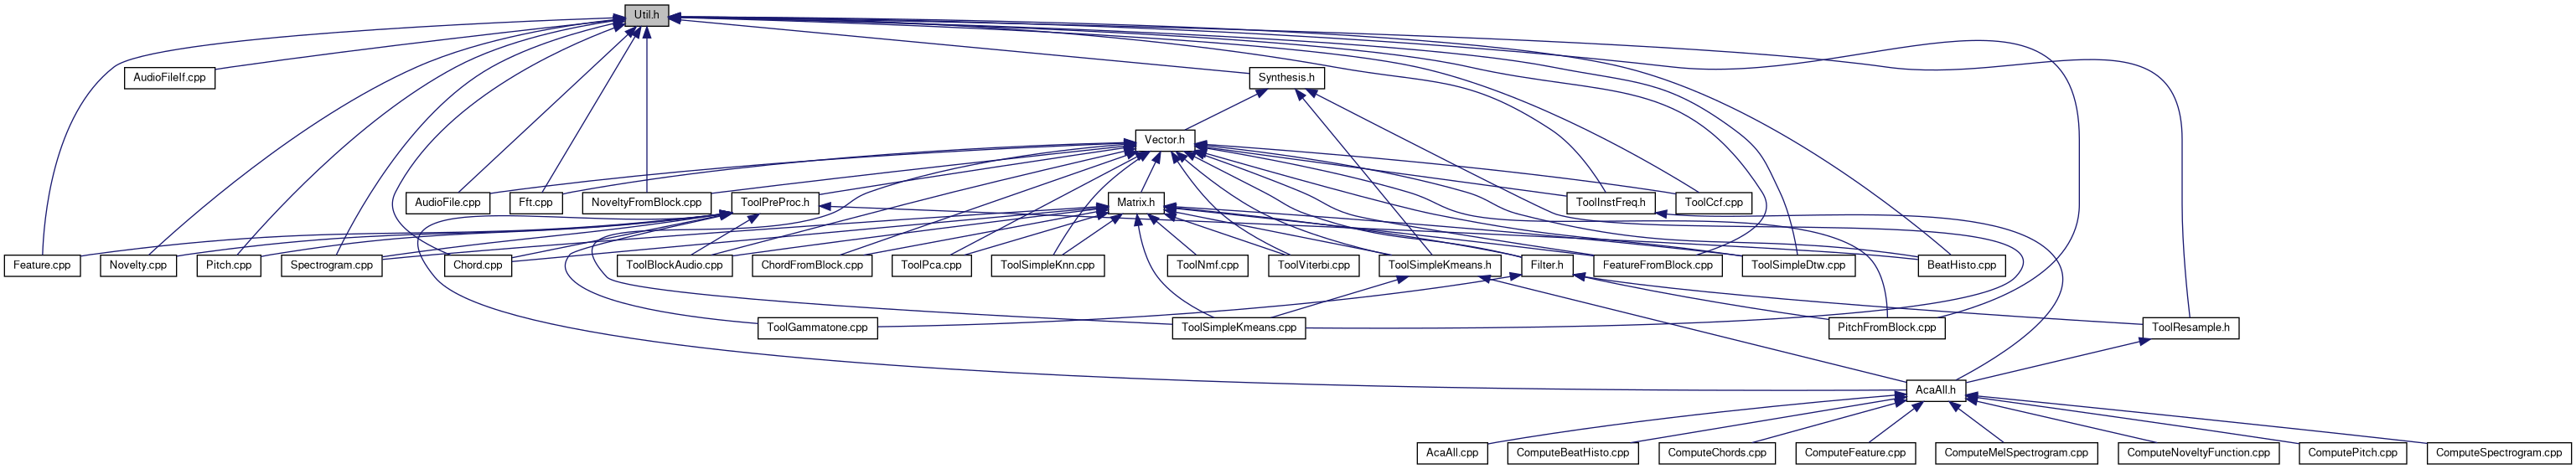 Util.h
AudioFileIf.cpp
Synthesis.h
Vector.h
AudioFile.cpp
Fft.cpp
NoveltyFromBlock.cpp
ToolPreProc.h
Matrix.h
ToolInstFreq.h
ToolCcf.cpp
Feature.cpp
Novelty.cpp
Pitch.cpp
Spectrogram.cpp
Chord.cpp
ToolBlockAudio.cpp
ChordFromBlock.cpp
ToolPca.cpp
ToolSimpleKnn.cpp
ToolNmf.cpp
ToolViterbi.cpp
ToolSimpleKmeans.h
Filter.h
FeatureFromBlock.cpp
ToolSimpleDtw.cpp
BeatHisto.cpp
ToolGammatone.cpp
ToolSimpleKmeans.cpp
PitchFromBlock.cpp
ToolResample.h
AcaAll.h
AcaAll.cpp
ComputeBeatHisto.cpp
ComputeChords.cpp
ComputeFeature.cpp
ComputeMelSpectrogram.cpp
ComputeNoveltyFunction.cpp
ComputePitch.cpp
ComputeSpectrogram.cpp